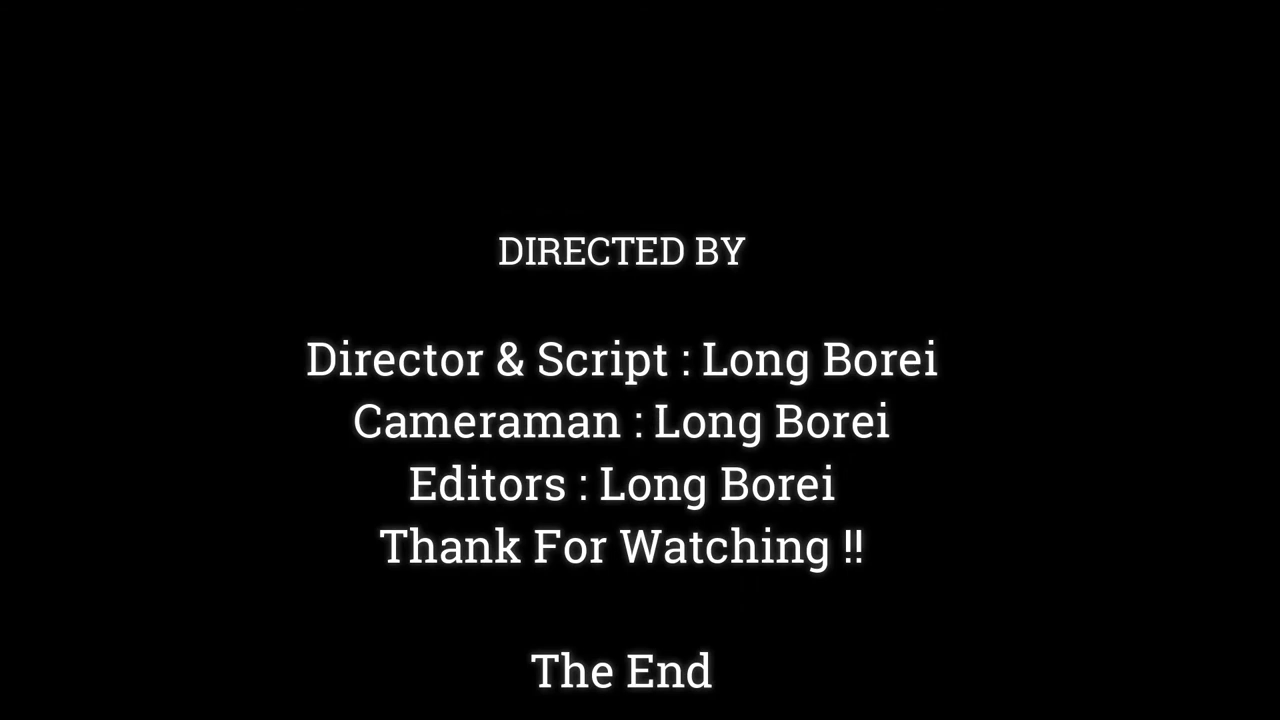 DIRECTED BY
Director & Script : Long Borei
Cameraman : Long Borei
Editors : Long Borei
Thank For Watching !!
The End